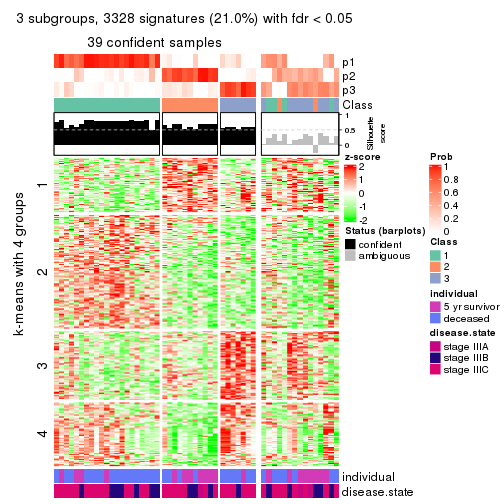 3 subgroups, 3328 signatures (21.0%) with fdr < 0.05
39 confident samples
p1
p2
p3
Class
1
0.5
0
Silhouette
score
k-means with 4 groups
1
2
3
4
individual
disease.state
z-score
2
1
0
-1
-2
Status (barplots)
confident
ambiguous
Prob
1
0.8
0.6
0.4
0.2
0
Class
1
2
3
individual
5 yr survivor
deceased
disease.state
stage IIIA
stage IIIB
stage IIIC